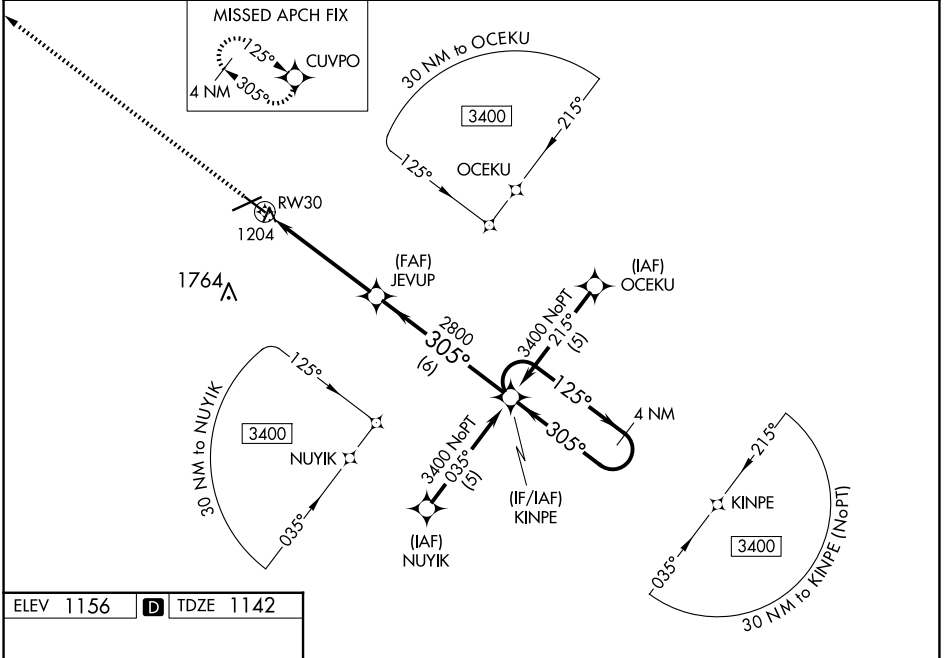 MISSED APCH FIX
125°
CUVPO
4 NM
305°
30 NM to OCEKU
3400
215°
125°
OCEKU
RW30
1204
1764
(FAF)
JEVUP
(IAF)
OCEKU
2800
305°
(6)
3400 NoPT
215°
(5)
125°
305°
4 NM
30 NM to NUYIK
125°
3400
NUYIK
035°
3400 NoPT
035°
(5)
(IF/IAF)
KINPE
(IAF)
NUYIK
215°
KINPE
3400
035°
30 NM to KINPE (NoPT)
ELEV 1156 D TDZE 1142